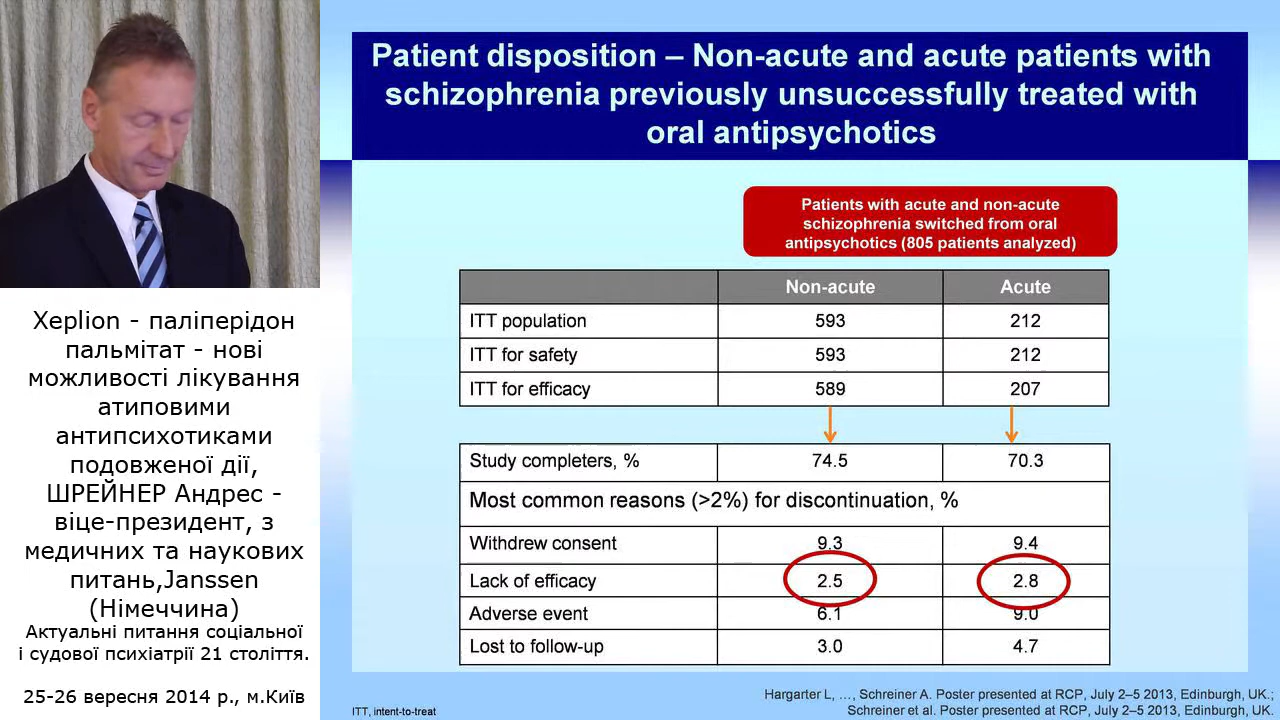 Patient disposition – Non-acute and acute patients with
schizophrenia previously unsuccessfully treated with
oral antipsychotics
Patients with acute and non-acute
schizophrenia switched from oral
antipsychotics (805 patients analyzed)
Non-acute Acute
ITT population 593 212
ITT for safety 593 212
ITT for efficacy 589 207
Study completers, % 74.5 70.3
Most common reasons (>2%) for discontinuation, %
Withdrew consent 9.3 9.4
Lack of efficacy 2.5 2.8
Adverse event 6.1 9.0
Lost to follow-up 3.0 4.7
Hargarter L, …, Schreiner A. Poster presented at RCP, July 2–5 2013, Edinburgh, UK.;
Schreiner et al. Poster presented at RCP, July 2–5 2013, Edinburgh, UK.
ITT, intent-to-treat
Xeplion - паліперідон
пальмітат - нові
можливості лікування
атиповими
антипсихотиками
подовженої дії,
ШРЕЙНЕР Андрес -
віце-президент, з
медичних та наукових
питань,Janssen
(Німеччина)
Актуальні питання соціальної
і судової психіатрії 21 століття.
25-26 вересня 2014 р., м.Київ